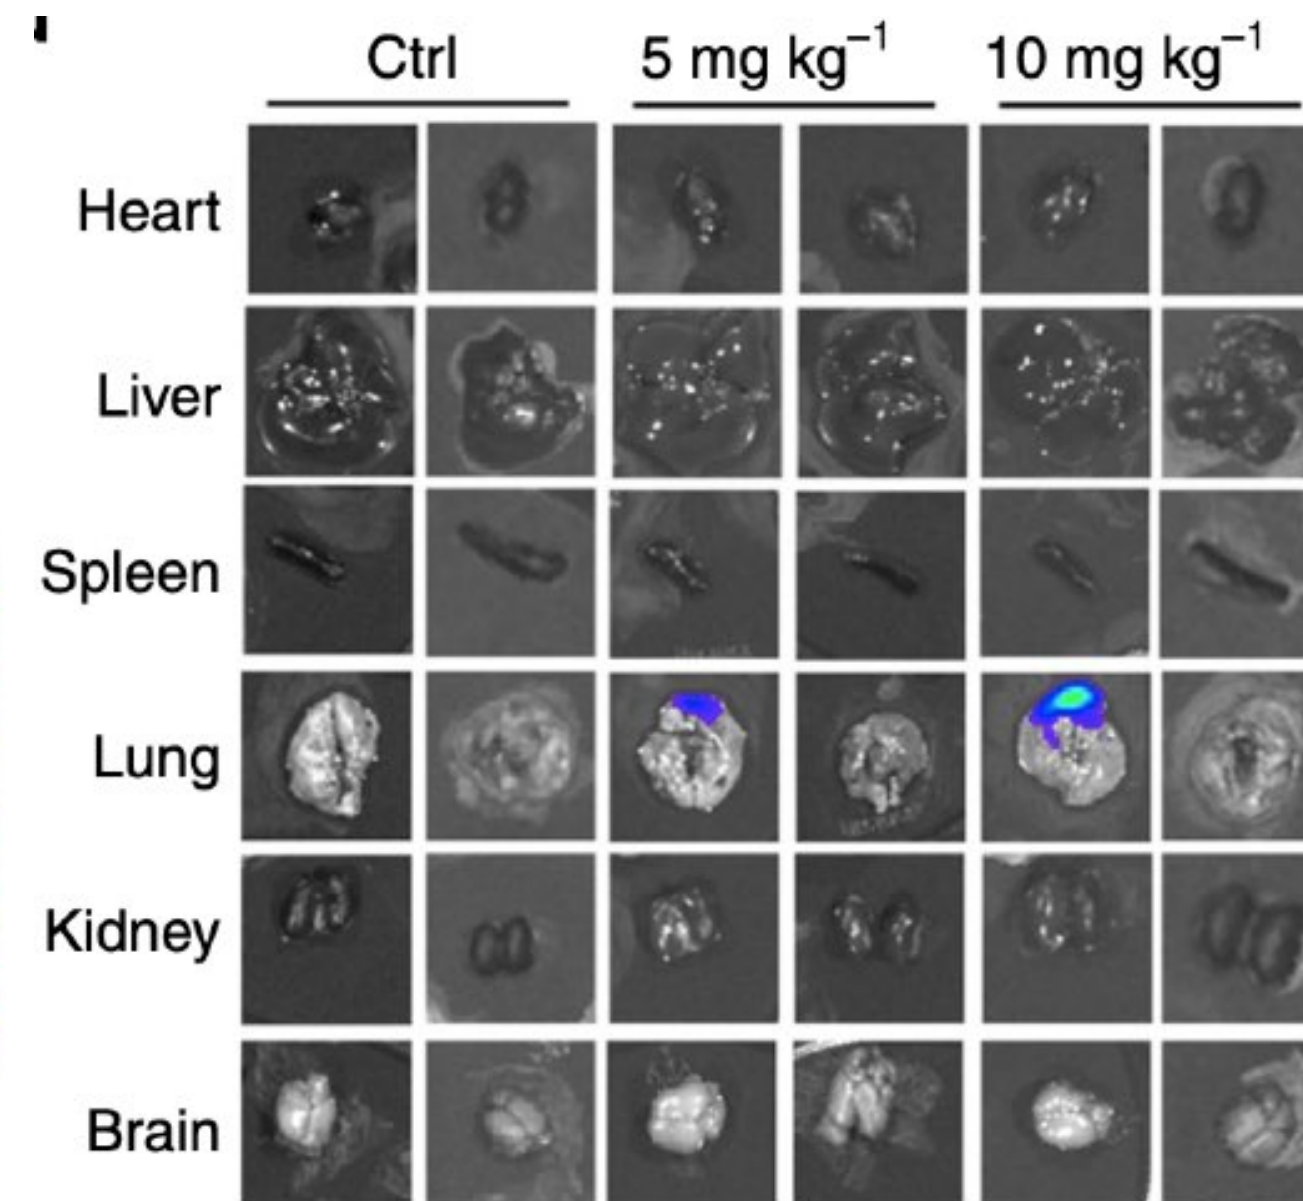 Ctrl 5 mg kg⁻¹ 10 mg kg⁻¹
Heart
Liver
Spleen
Lung
Kidney
Brain